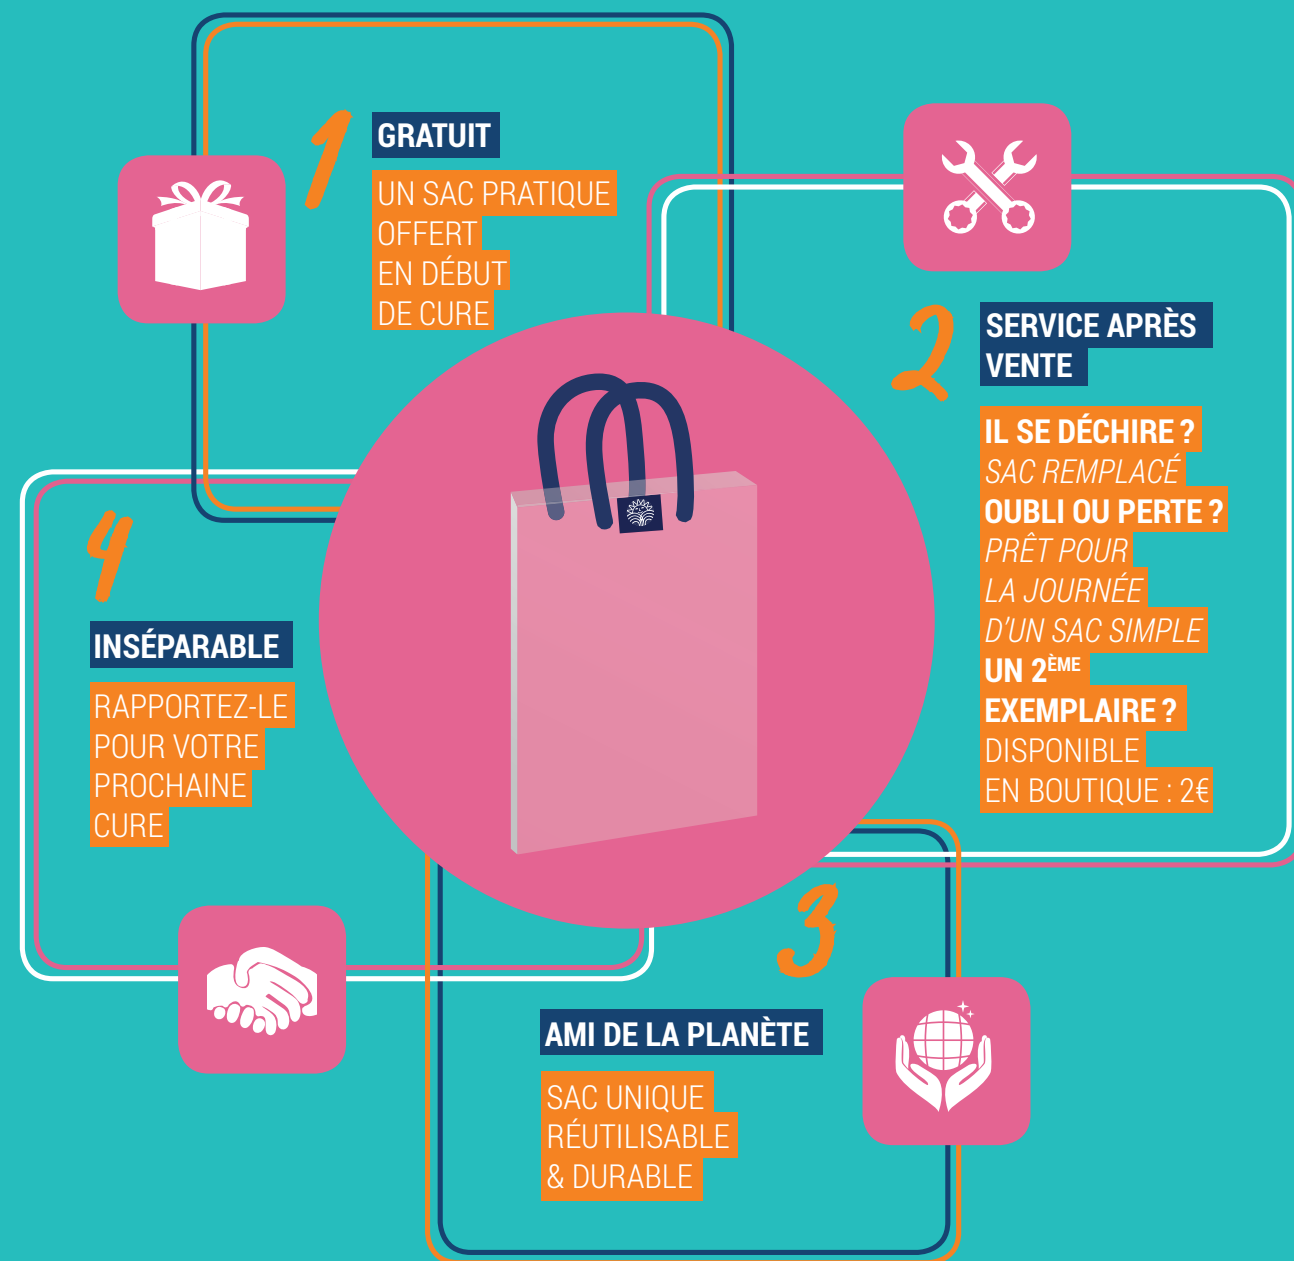 1
GRATUIT
UN SAC PRATIQUE
OFFERT
EN DÉBUT
DE CURE
2
SERVICE APRÈS
VENTE
IL SE DÉCHIRE ?
SAC REMPLACÉ
OUBLI OU PERTE ?
PRÊT POUR
LA JOURNÉE
D'UN SAC SIMPLE
UN 2ÈME
EXEMPLAIRE ?
DISPONIBLE
EN BOUTIQUE : 2€
3
AMI DE LA PLANÈTE
SAC UNIQUE
RÉUTILISABLE
& DURABLE
4
INSÉPARABLE
RAPPORTEZ-LE
POUR VOTRE
PROCHAINE
CURE